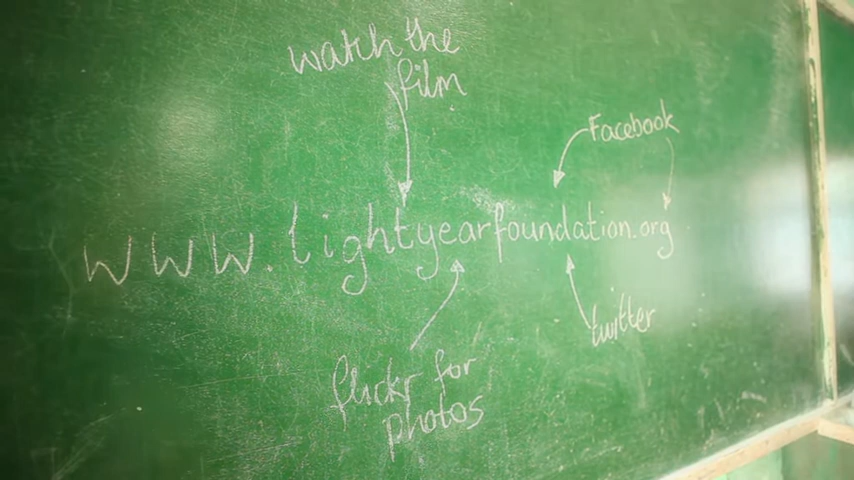 watch the
film
Facebook
www.lightyearfoundation.org
twitter
flickr for
photos